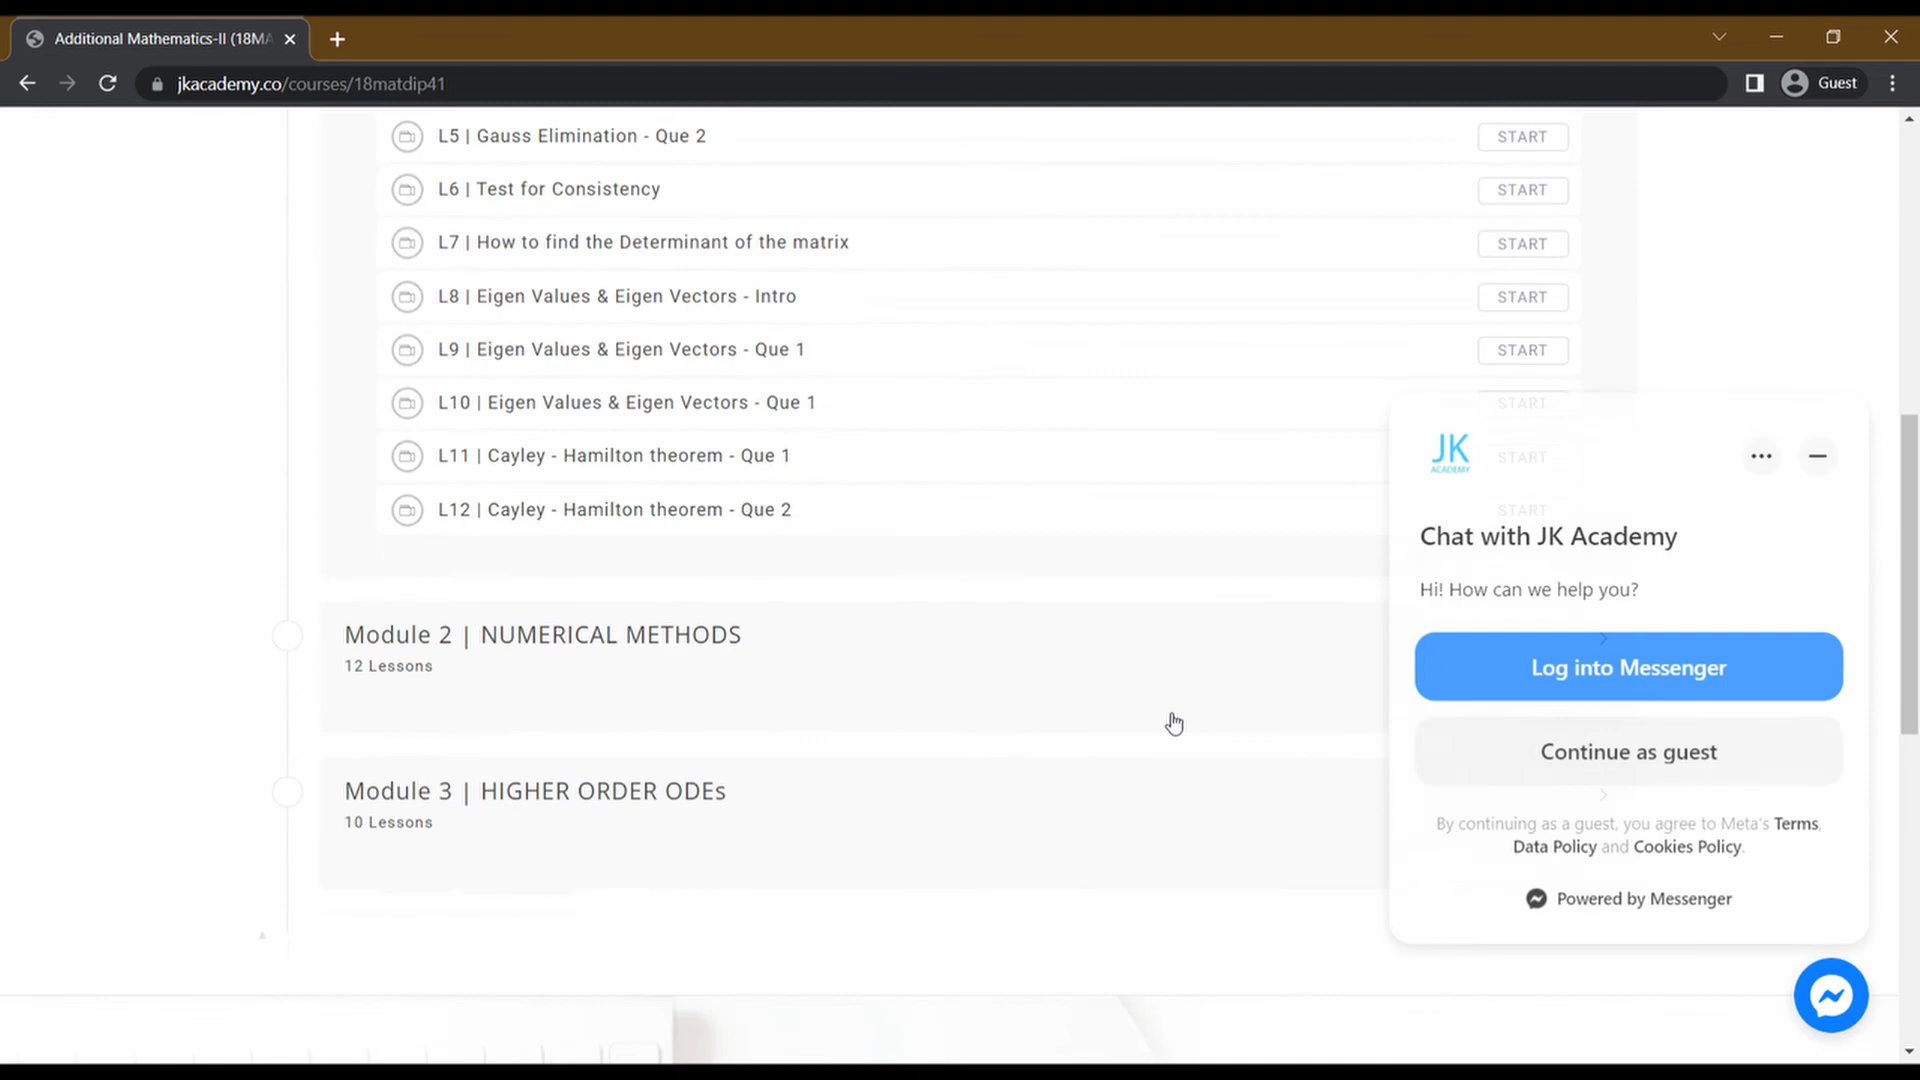 Additional Mathematics-II (18MA
jkacademy.co/courses/18matdip41
Guest
L5 | Gauss Elimination - Que 2
START
L6 | Test for Consistency
START
L7 | How to find the Determinant of the matrix
START
L8 | Eigen Values & Eigen Vectors - Intro
START
L9 | Eigen Values & Eigen Vectors - Que 1
START
L10 | Eigen Values & Eigen Vectors - Que 1
START
L11 | Cayley - Hamilton theorem - Que 1
START
L12 | Cayley - Hamilton theorem - Que 2
START
Module 2 | NUMERICAL METHODS
12 Lessons
Module 3 | HIGHER ORDER ODEs
10 Lessons
JK
ACADEMY
Chat with JK Academy
Hi! How can we help you?
Log into Messenger
Continue as guest
By continuing as a guest, you agree to Meta's Terms,
Data Policy and Cookies Policy.
Powered by Messenger